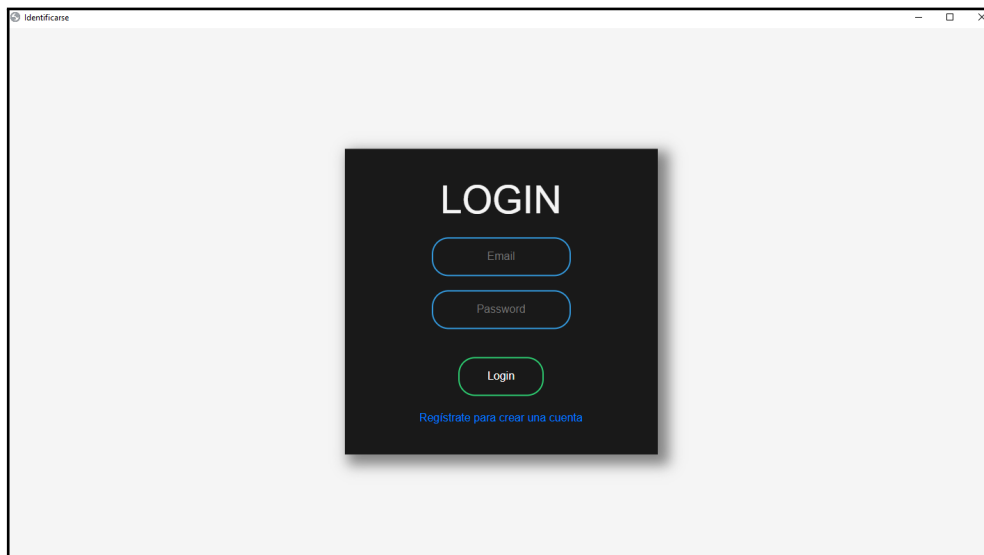 Identificarse
LOGIN
Email
Password
Login
Regístrate para crear una cuenta